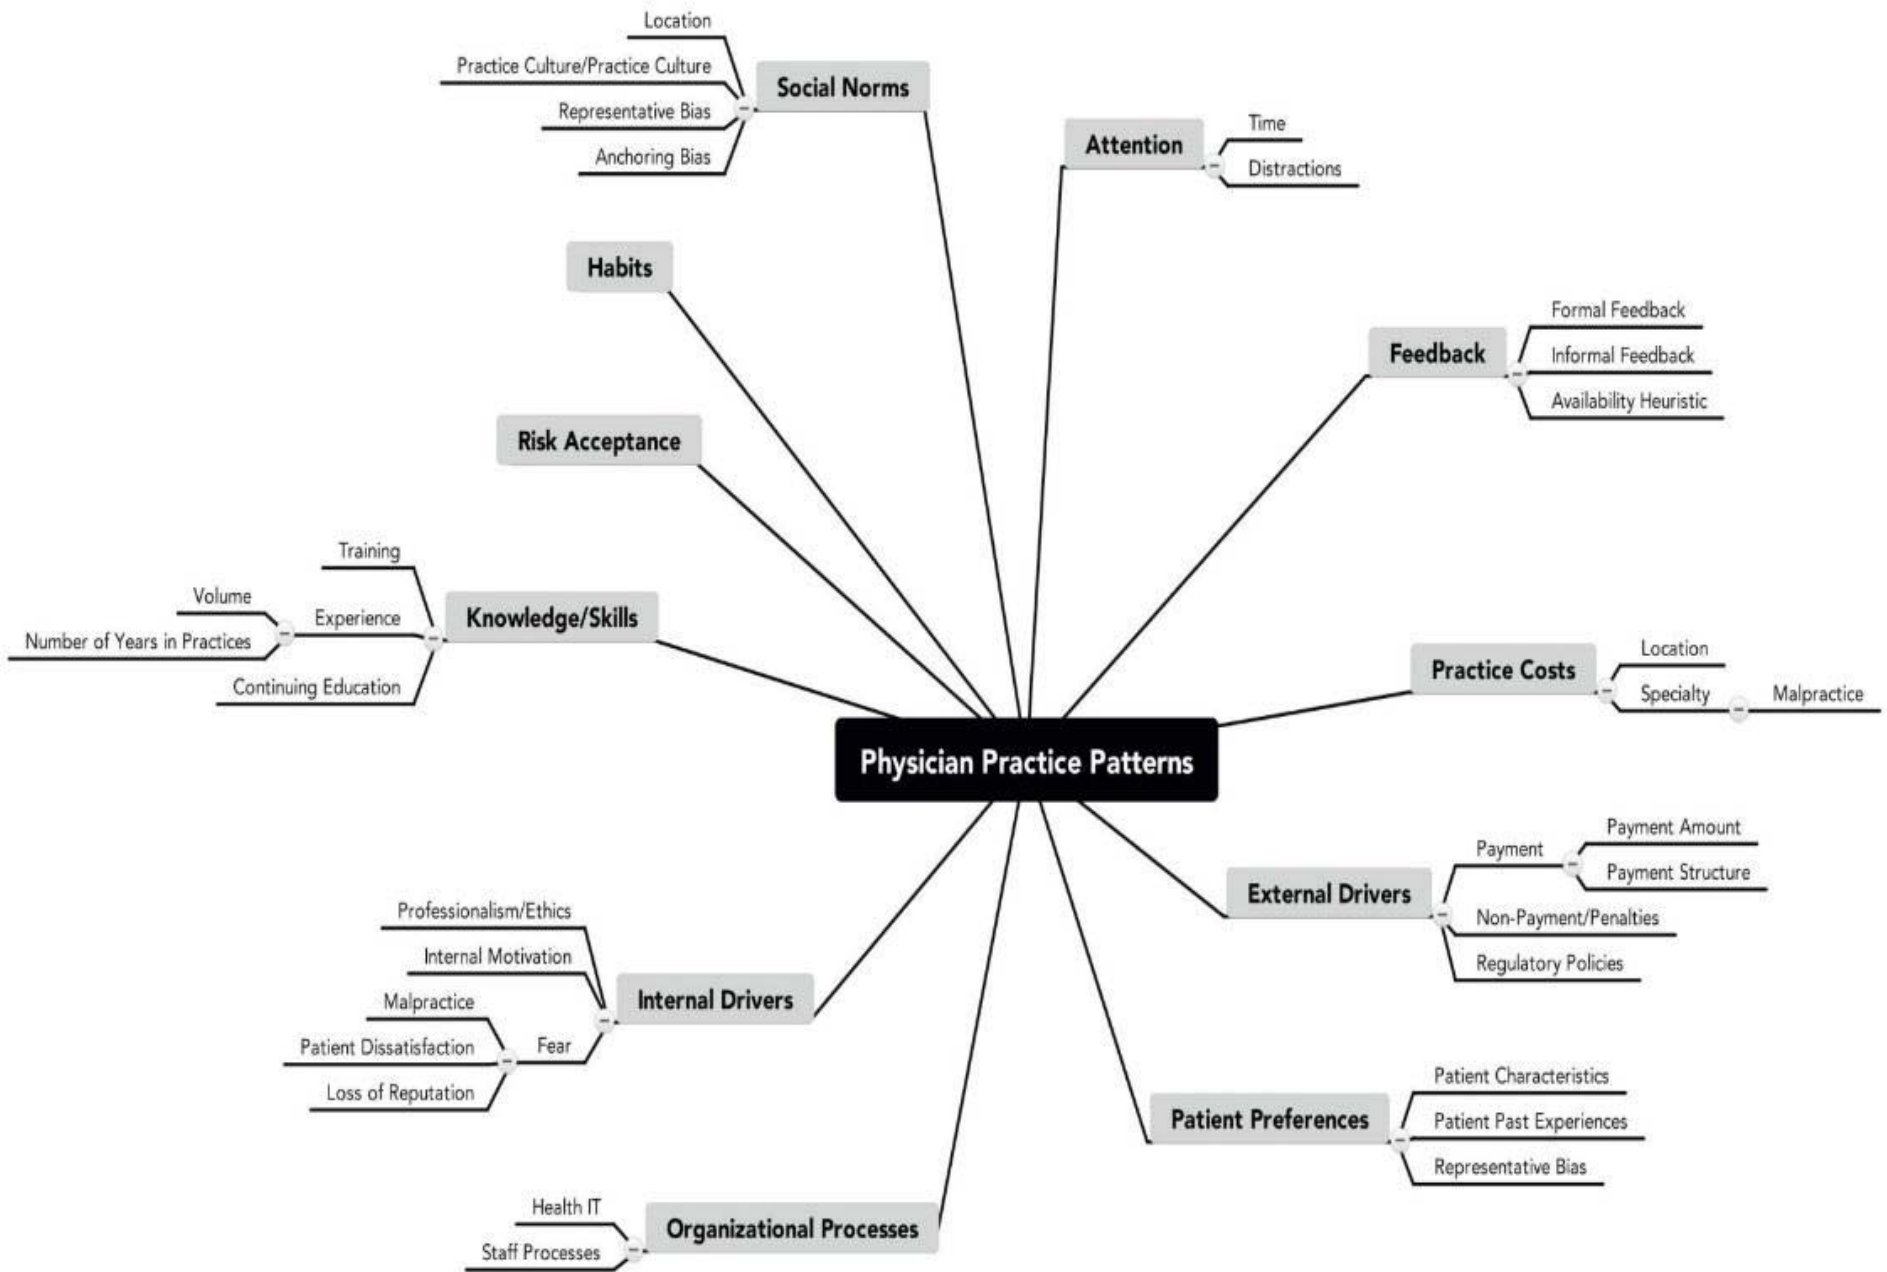 Location
Practice Culture/Practice Culture
Representative Bias
Anchoring Bias
Social Norms
Attention
Time
Distractions
Habits
Feedback
Formal Feedback
Informal Feedback
Availability Heuristic
Risk Acceptance
Training
Volume
Number of Years in Practices
Experience
Continuing Education
Knowledge/Skills
Practice Costs
Location
Specialty
Malpractice
Physician Practice Patterns
External Drivers
Payment
Payment Amount
Payment Structure
Non-Payment/Penalties
Regulatory Policies
Professionalism/Ethics
Internal Motivation
Malpractice
Patient Dissatisfaction
Loss of Reputation
Fear
Internal Drivers
Patient Preferences
Patient Characteristics
Patient Past Experiences
Representative Bias
Health IT
Staff Processes
Organizational Processes